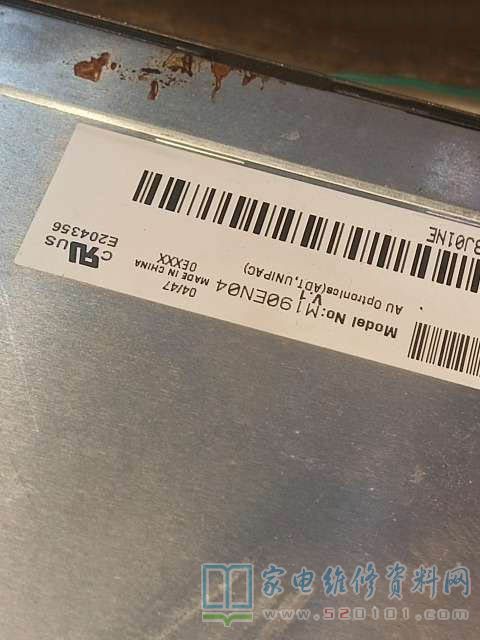 Model No:M190EN04
V.1
AU Optronics(ADT,UNIPAC)
04/47
MADE IN CHINA
0EXXX
c RU US
E204356
BJ01NE
家电维修资料网
www.520101.com